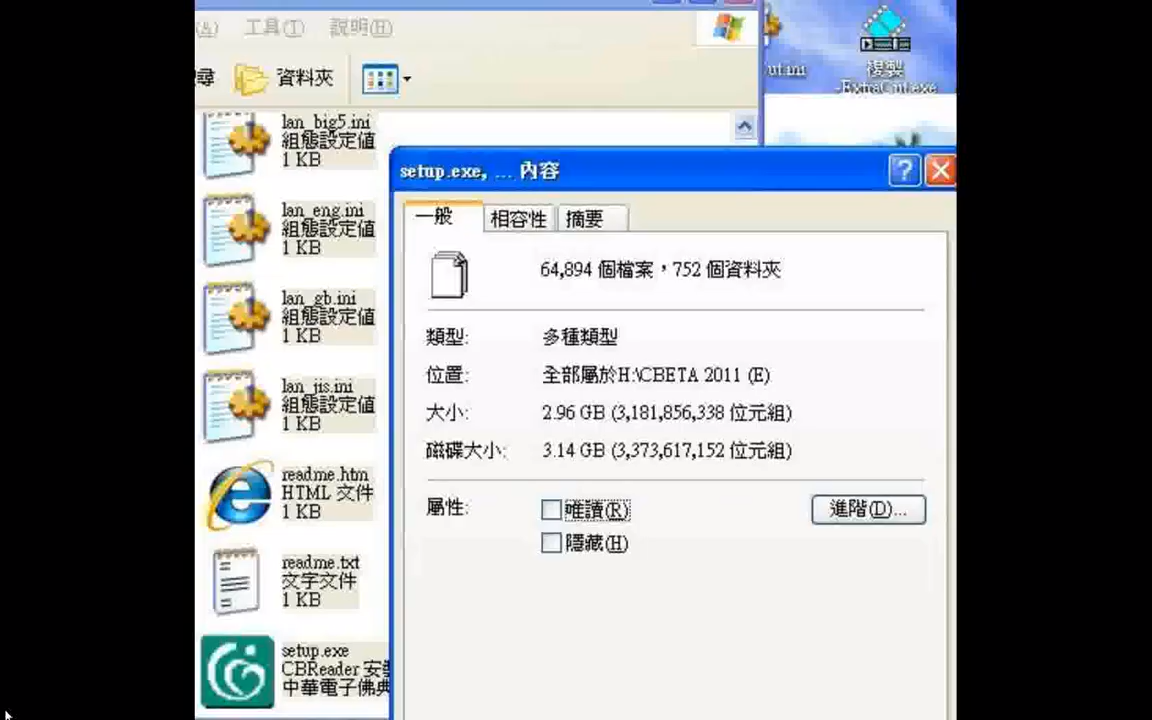 工具(T) 說明(H)
尋 資料夾
ut.ini
複製
-ExtraCut.exe
lan_big5.ini
組態設定值
1 KB
lan_eng.ini
組態設定值
1 KB
lan_gb.ini
組態設定值
1 KB
lan_jis.ini
組態設定值
1 KB
readme.htm
HTML 文件
1 KB
readme.txt
文字文件
1 KB
setup.exe
CBReader 安
中華電子佛典
setup.exe, ... 內容
一般 相容性 摘要
64,894 個檔案，752 個資料夾
類型: 多種類型
位置: 全部屬於H:\CBETA 2011 (E)
大小: 2.96 GB (3,181,856,338 位元組)
磁碟大小: 3.14 GB (3,373,617,152 位元組)
屬性: 唯讀(R) 進階(D)...
隱藏(H)